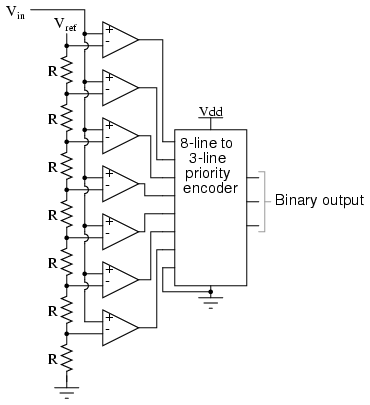 Vin
Vref
+
-
R
+
-
R
+
-
R
+
-
R
+
-
R
+
-
R
+
-
R
Vdd
8-line to
3-line
priority
encoder
Binary output